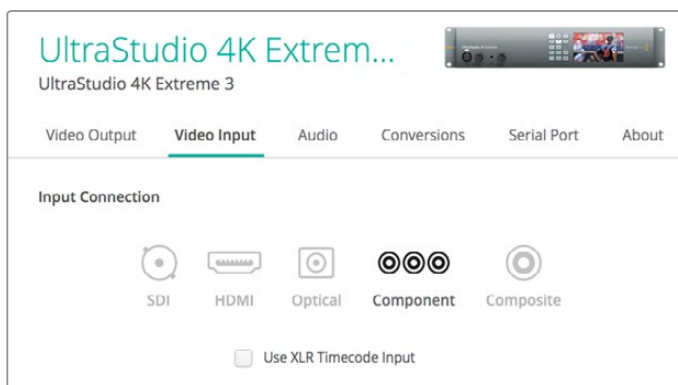 UltraStudio 4K Extrem...
UltraStudio 4K Extreme 3
Video Output Video Input Audio Conversions Serial Port About
Input Connection
SDI HDMI Optical Component Composite
Use XLR Timecode Input